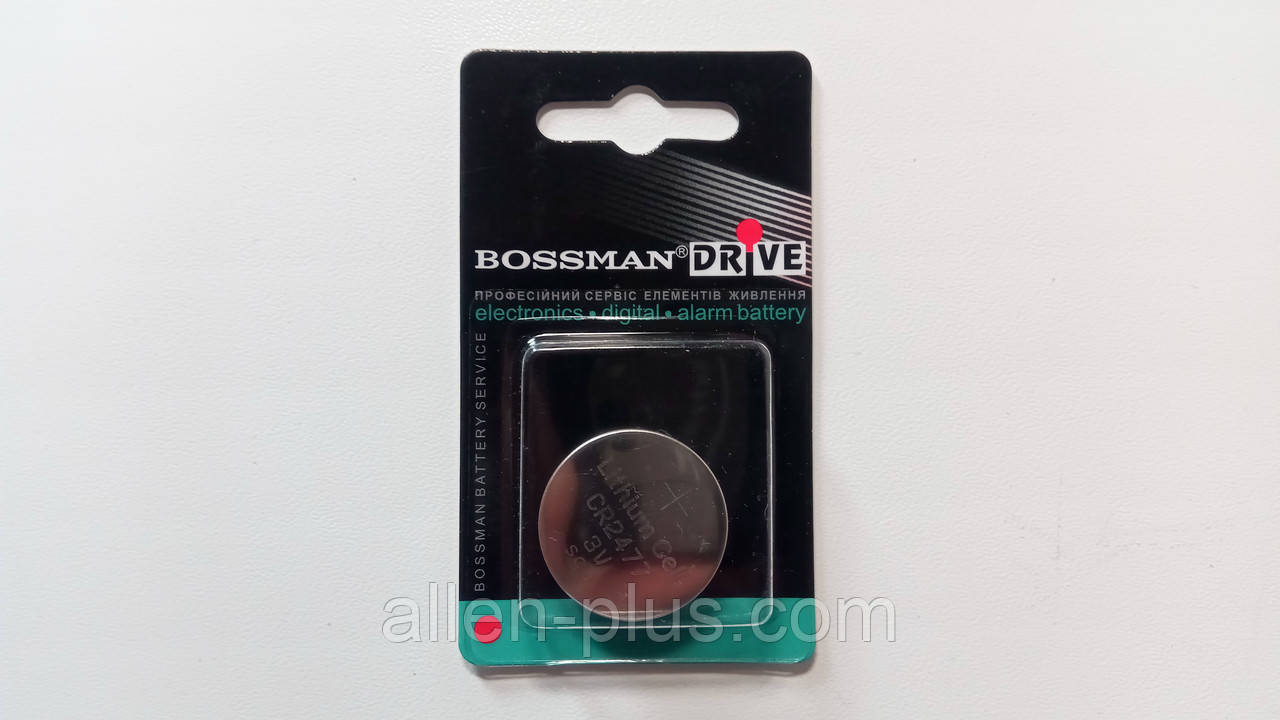 BOSSMAN® DRiVE
ПРОФЕСІЙНИЙ СЕРВІС ЕЛЕМЕНТІВ ЖИВЛЕННЯ
electronics • digital • alarm battery
BOSSMAN BATTERY SERVICE
+
Lithium Ce
CR2477
3V
allen-plus.com